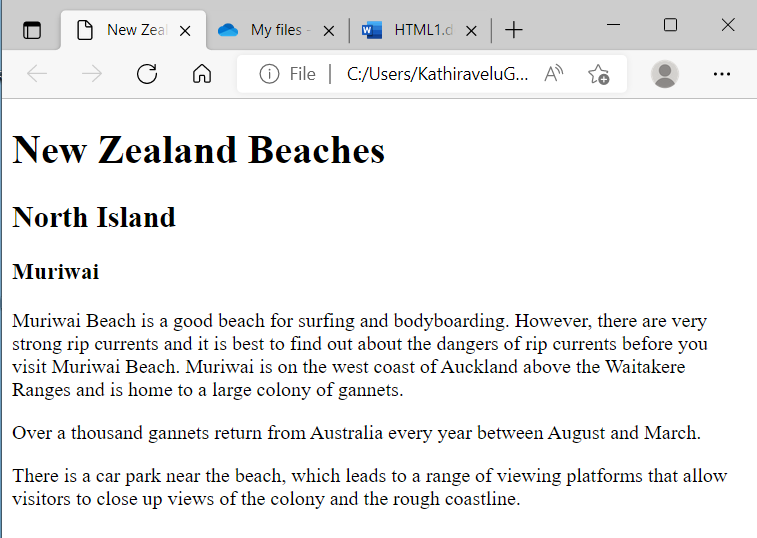 New Zeal
My files -
HTML1.d
File
C:/Users/KathiraveluG...
New Zealand Beaches
North Island
Muriwai
Muriwai Beach is a good beach for surfing and bodyboarding. However, there are very
strong rip currents and it is best to find out about the dangers of rip currents before you
visit Muriwai Beach. Muriwai is on the west coast of Auckland above the Waitakere
Ranges and is home to a large colony of gannets.
Over a thousand gannets return from Australia every year between August and March.
There is a car park near the beach, which leads to a range of viewing platforms that allow
visitors to close up views of the colony and the rough coastline.